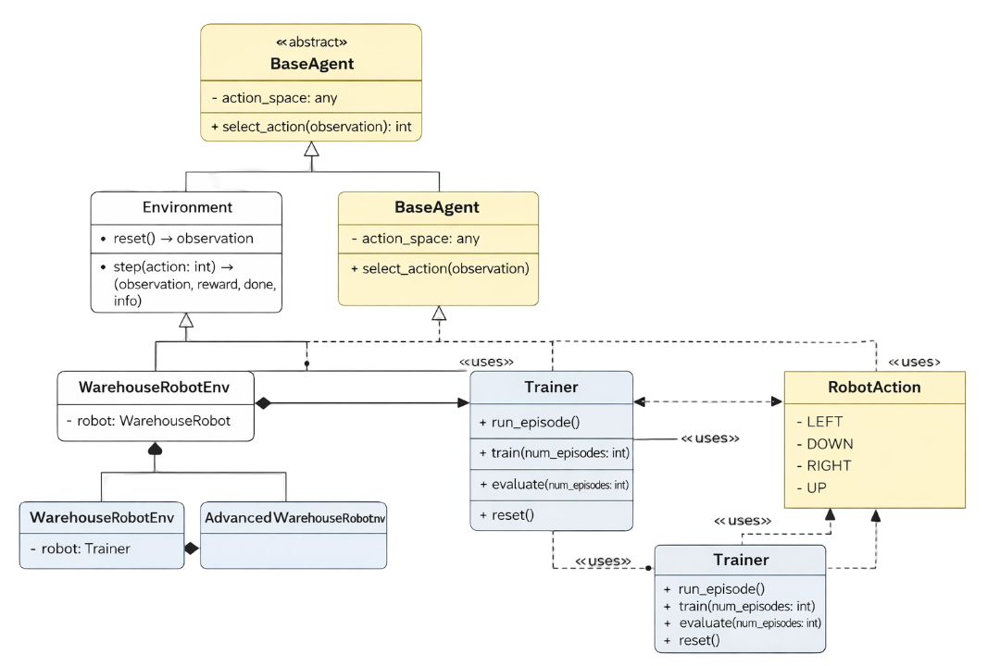 «abstract»
BaseAgent
- action_space: any
+ select_action(observation): int
Environment
• reset() → observation
• step(action: int) →
(observation, reward, done,
info)
BaseAgent
- action_space: any
+ select_action(observation)
«uses»
«uses>
WarehouseRobotEnv
- robot: WarehouseRobot
Trainer
+ run_episode()
+ train(num_episodes: int)
+ evaluate(num_episodes: int)
+ reset()
«uses»
RobotAction
- LEFT
- DOWN
- RIGHT
- UP
WarehouseRobotEnv
- robot: Trainer
AdvancedWarehouseRobotnv
«uses»
«uses»
Trainer
+ run_episode()
+ train(num_episodes: int)
+ evaluate(num_episodes: int)
+ reset()